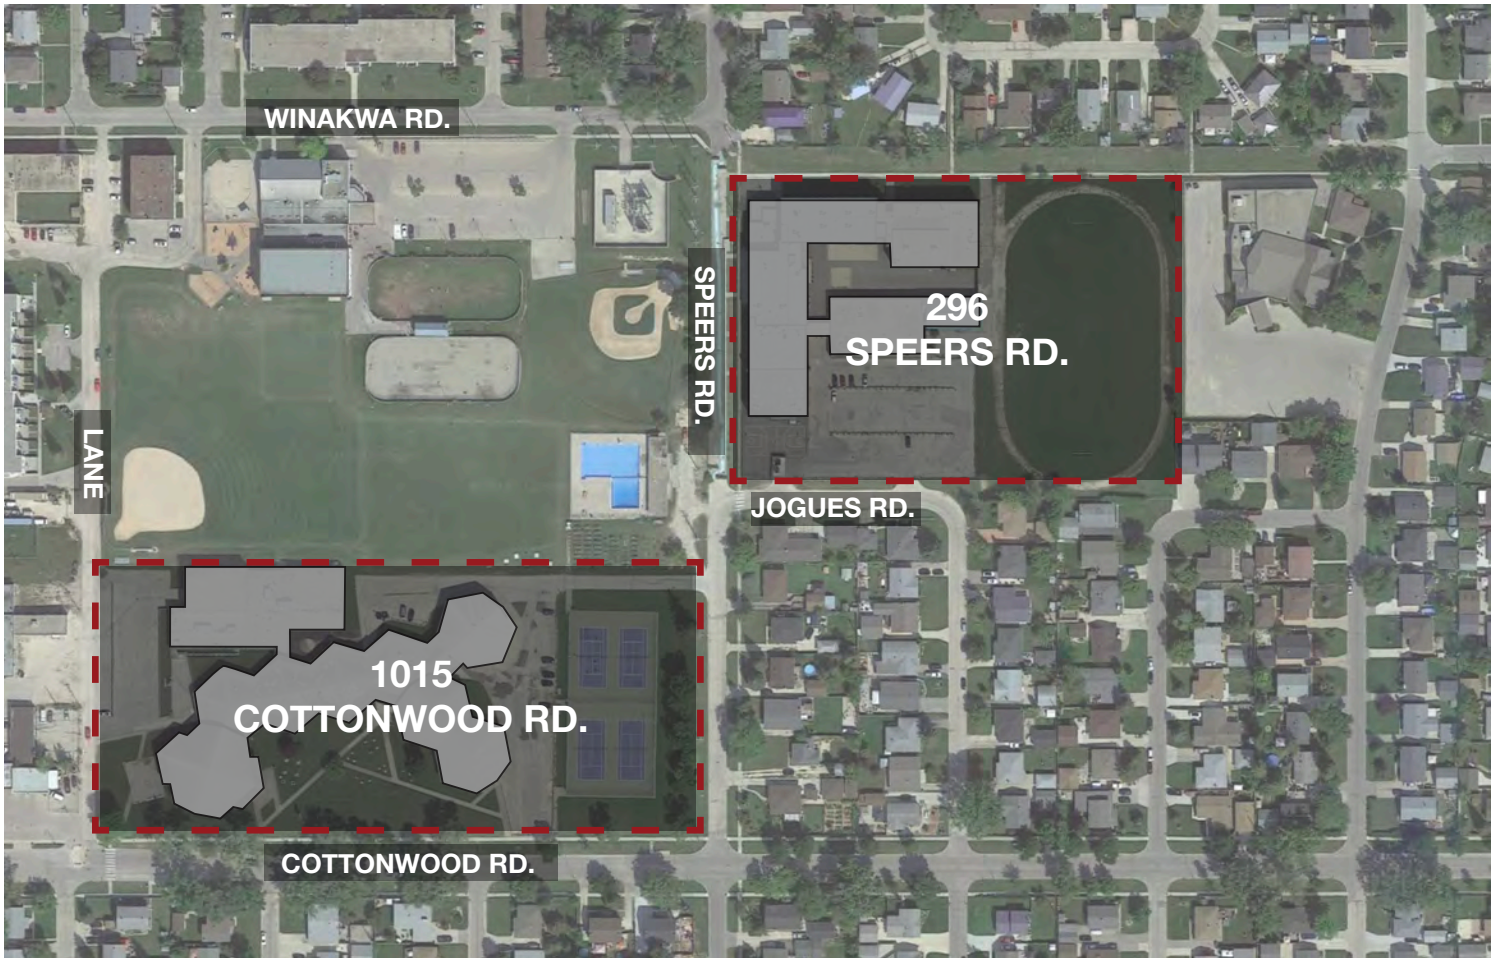 WINAKWA RD.
SPEERS RD.
296
SPEERS RD.
LANE
JOGUES RD.
1015
COTTONWOOD RD.
COTTONWOOD RD.